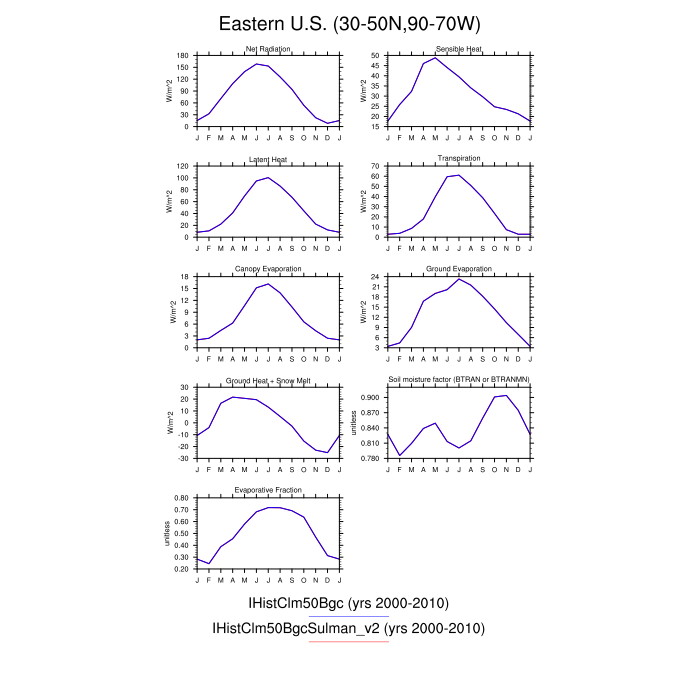 Eastern U.S. (30-50N,90-70W)
Net Radiation
180
150
120
90
60
30
0
W/m^2
J F M A M J J A S O N D J
Sensible Heat
50
45
40
35
30
25
20
15
W/m^2
J F M A M J J A S O N D J
Latent Heat
120
100
80
60
40
20
0
W/m^2
J F M A M J J A S O N D J
Transpiration
70
60
50
40
30
20
10
0
W/m^2
J F M A M J J A S O N D J
Canopy Evaporation
18
15
12
9
6
3
0
W/m^2
J F M A M J J A S O N D J
Ground Evaporation
24
21
18
15
12
9
6
3
W/m^2
J F M A M J J A S O N D J
Ground Heat + Snow Melt
30
20
10
0
-10
-20
-30
W/m^2
J F M A M J J A S O N D J
Soil moisture factor (BTRAN or BTRANMN)
0.900
0.870
0.840
0.810
0.780
unitless
J F M A M J J A S O N D J
Evaporative Fraction
0.80
0.70
0.60
0.50
0.40
0.30
0.20
unitless
J F M A M J J A S O N D J
IHistClm50Bgc (yrs 2000-2010)
IHistClm50BgcSulman_v2 (yrs 2000-2010)